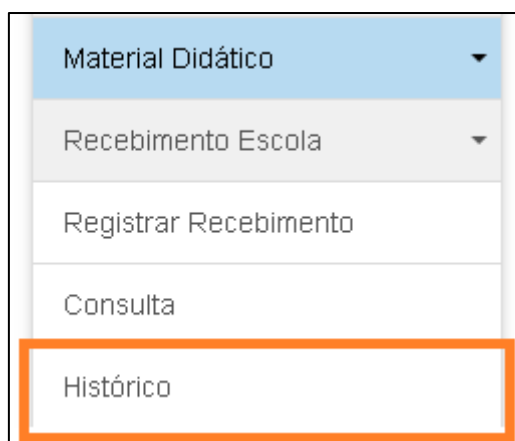 Material Didático
Recebimento Escola
Registrar Recebimento
Consulta
Histórico